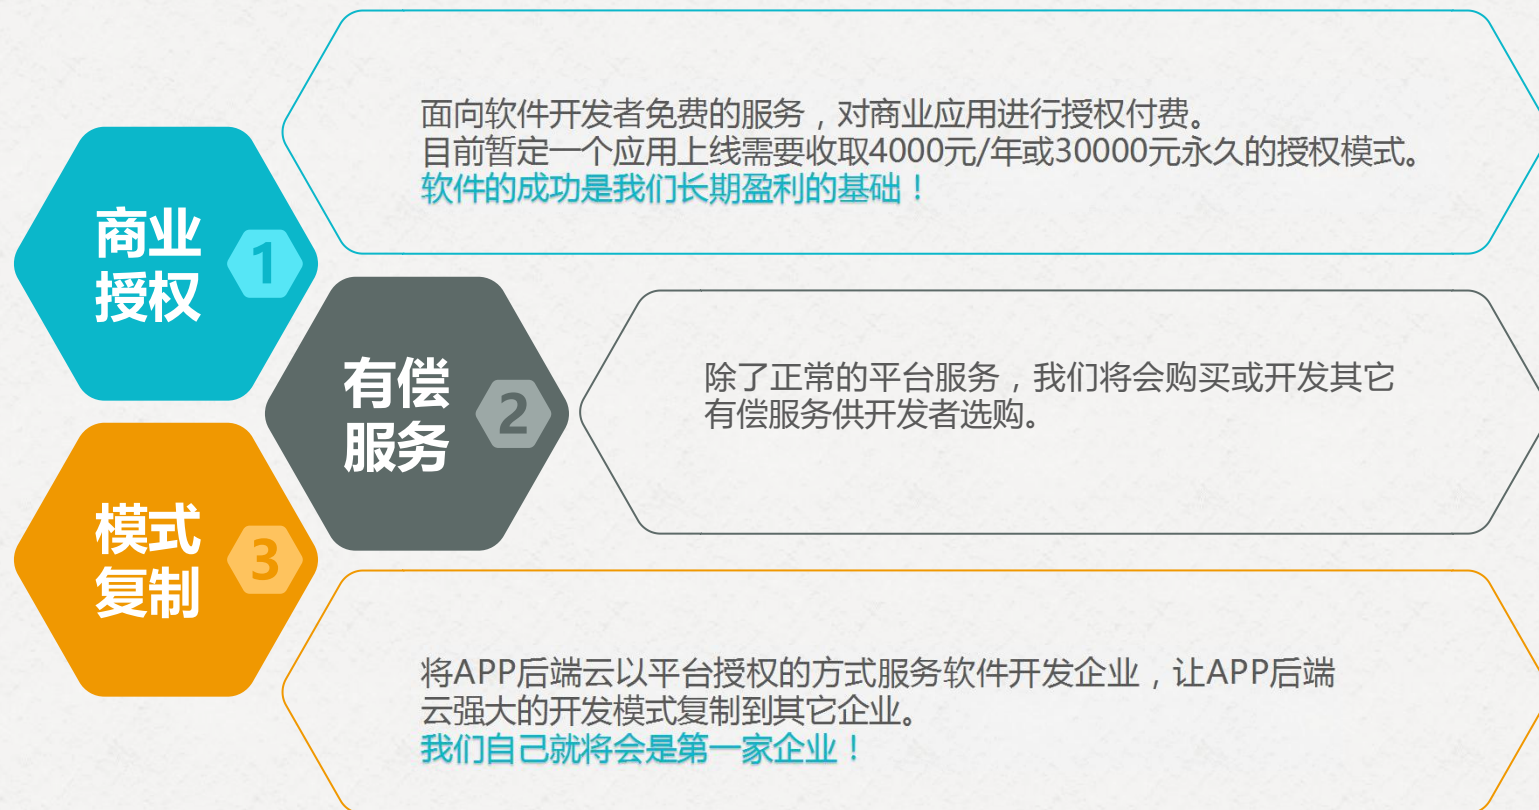 商业
授权
1
面向软件开发者免费的服务，对商业应用进行授权付费。
目前暂定一个应用上线需要收取4000元/年或30000元永久的授权模式。
软件的成功是我们长期盈利的基础！
有偿
服务
2
除了正常的平台服务，我们将会购买或开发其它
有偿服务供开发者选购。
模式
复制
3
将APP后端云以平台授权的方式服务软件开发企业，让APP后端
云强大的开发模式复制到其它企业。
我们自己就将会是第一家企业！